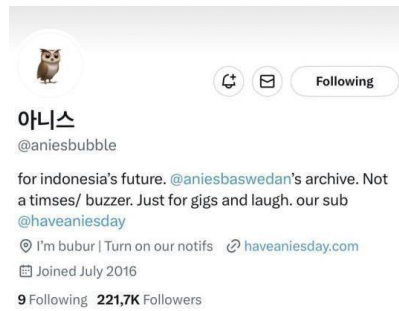 Following
아니스
@aniesbubble
for indonesia's future. @aniesbaswedan's archive. Not
a timses/ buzzer. Just for gigs and laugh. our sub
@haveaniesday
I'm bubur | Turn on our notifs haveaniesday.com
Joined July 2016
9 Following 221,7K Followers